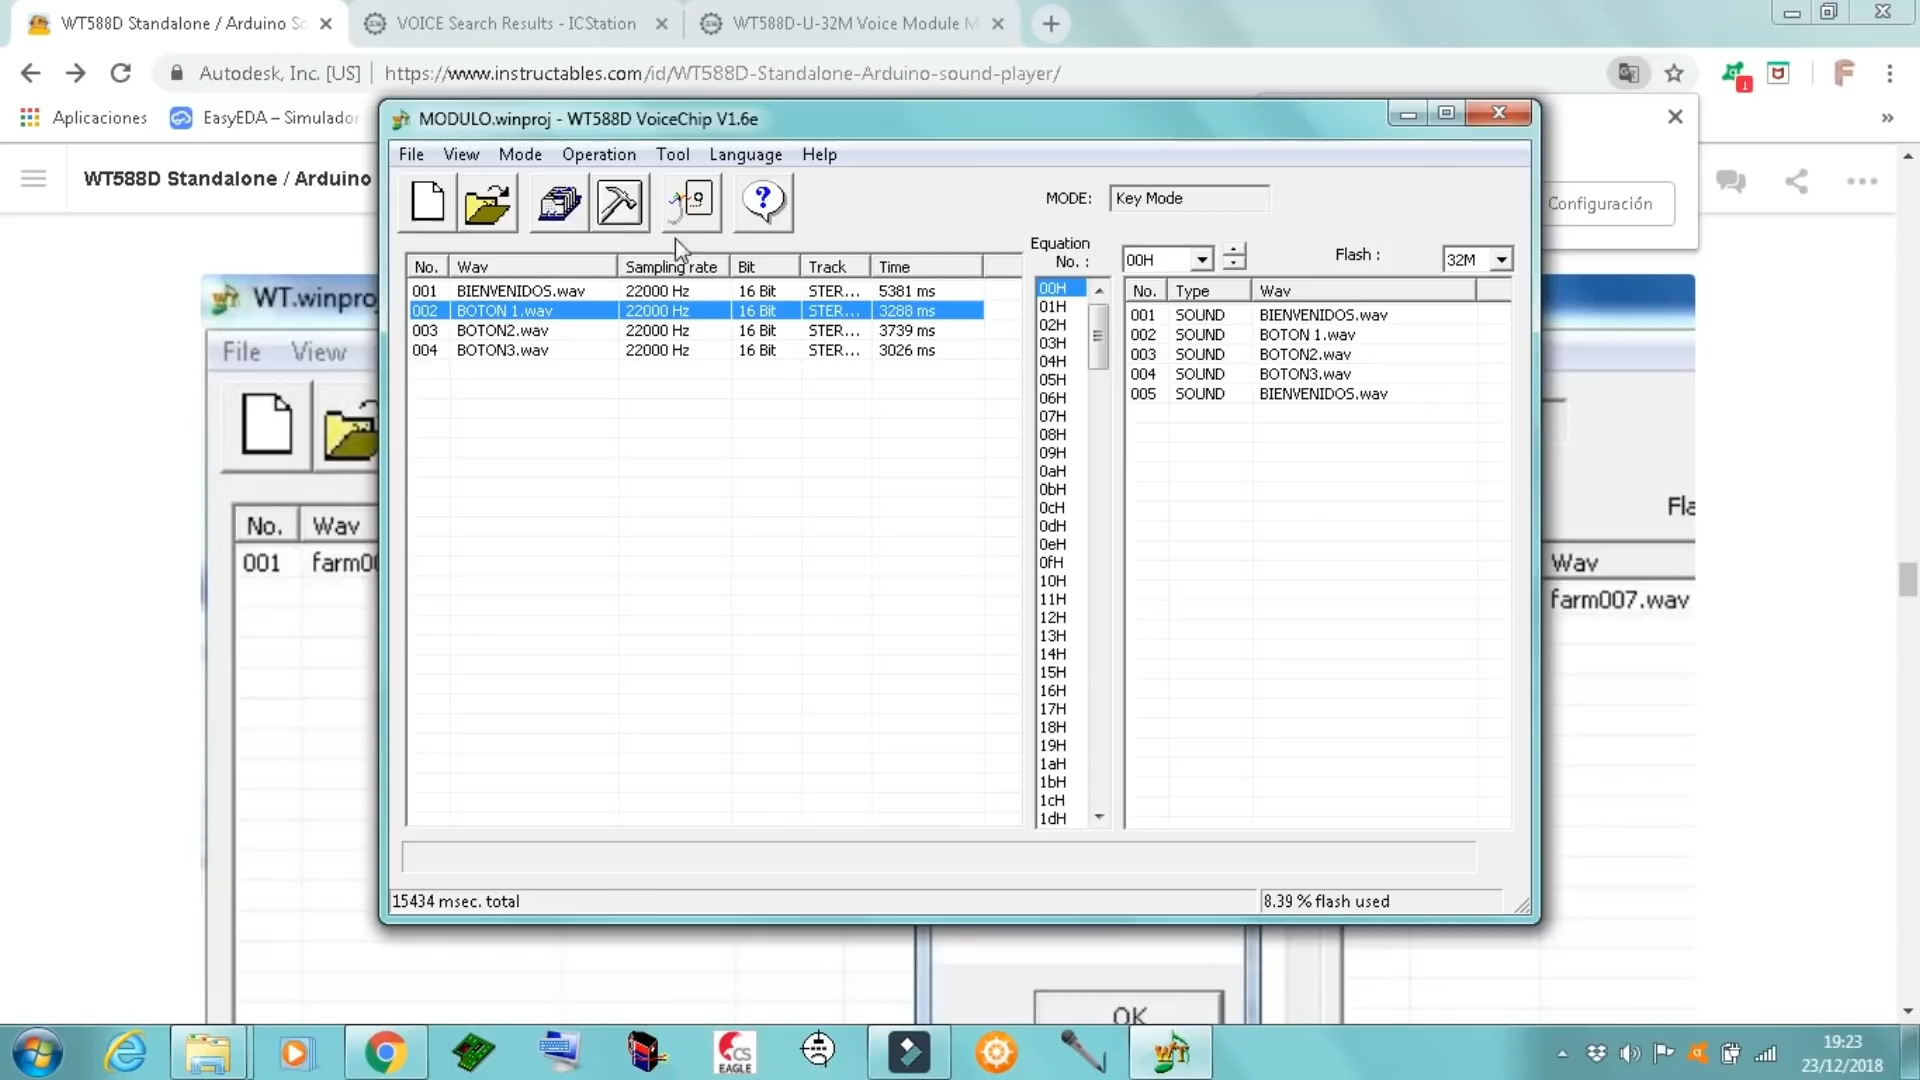 WT588D Standalone / Arduino So
VOICE Search Results - ICStation
WT588D-U-32M Voice Module M
Autodesk, Inc. [US]
https://www.instructables.com/id/WT588D-Standalone-Arduino-sound-player/
1
Aplicaciones
EasyEDA – Simulador
»
WT588D Standalone / Arduino
Configuración
MODULO.winproj - WT588D VoiceChip V1.6e
File View Mode Operation Tool Language Help
MODE: Key Mode
Equation
No. : 00H
Flash : 32M
No. Wav Sampling rate Bit Track Time
001 BIENVENIDOS.wav 22000 Hz 16 Bit STER... 5381 ms
002 BOTON 1.wav 22000 Hz 16 Bit STER... 3288 ms
003 BOTON2.wav 22000 Hz 16 Bit STER... 3739 ms
004 BOTON3.wav 22000 Hz 16 Bit STER... 3026 ms
00H
01H
02H
03H
04H
05H
06H
07H
08H
09H
0aH
0bH
0cH
0dH
0eH
0fH
10H
11H
12H
13H
14H
15H
16H
17H
18H
19H
1aH
1bH
1cH
1dH
No. Type Wav
001 SOUND BIENVENIDOS.wav
002 SOUND BOTON 1.wav
003 SOUND BOTON2.wav
004 SOUND BOTON3.wav
005 SOUND BIENVENIDOS.wav
15434 msec. total
8.39 % flash used
WT.winproj
File View
No. Wav
001 farm00
Fla
Wav
farm007.wav
OK
CS
EAGLE
WT
19:23
23/12/2018